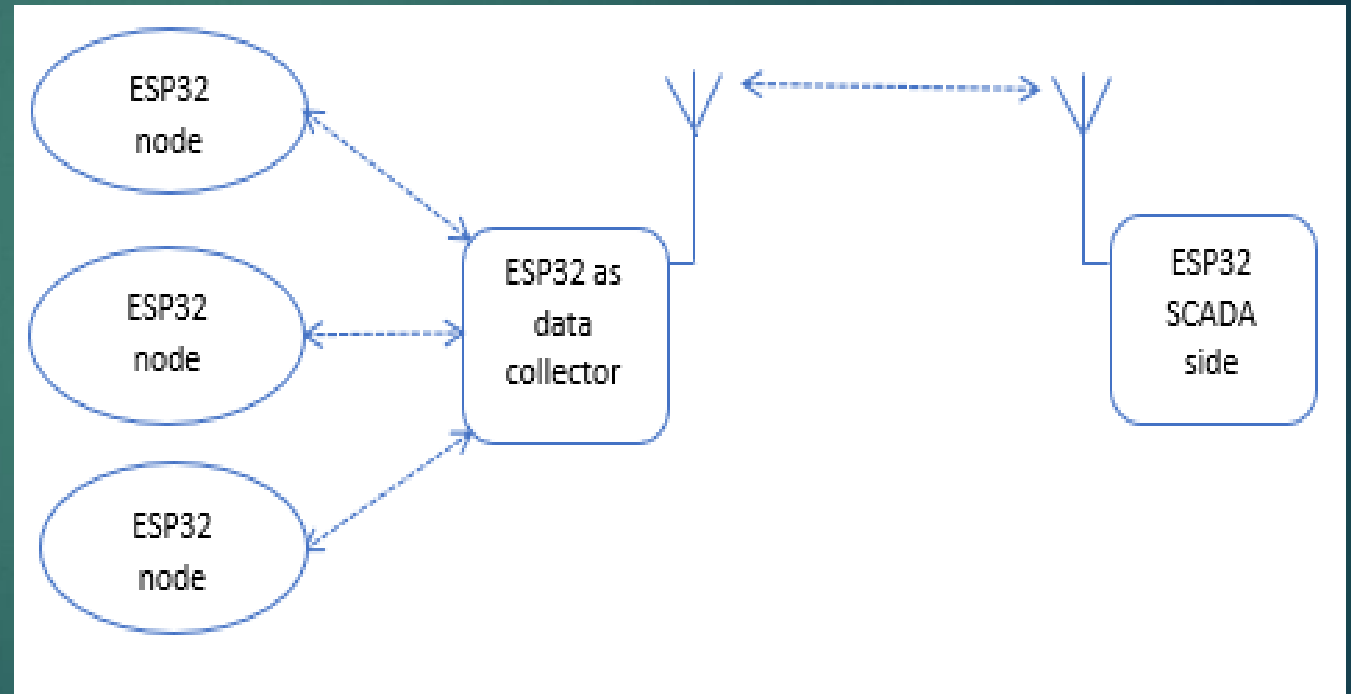 ESP32
node
ESP32
node
ESP32
node
ESP32 as
data
collector
ESP32
SCADA
side